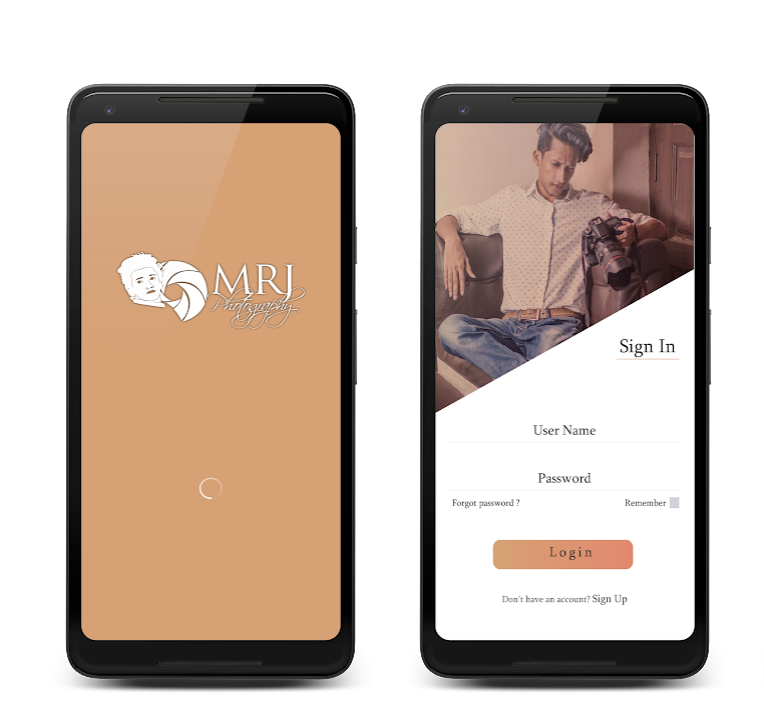 MRJ
Photography
Sign In
User Name
Password
Forgot password ?
Remember
Login
Don't have an account? Sign Up